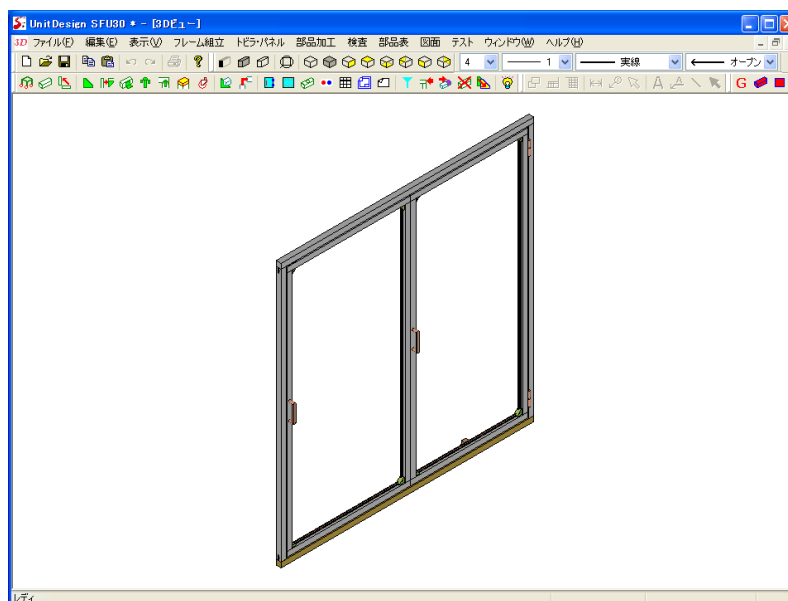 UnitDesign SFU30 * - [3Dビュー]
3D ファイル(F) 編集(E) 表示(V) フレーム組立 トビラ・パネル 部品加工 検査 部品表 図面 テスト ウィンドウ(W) ヘルプ(H)
4 1 実線 オープン
A G
レディ